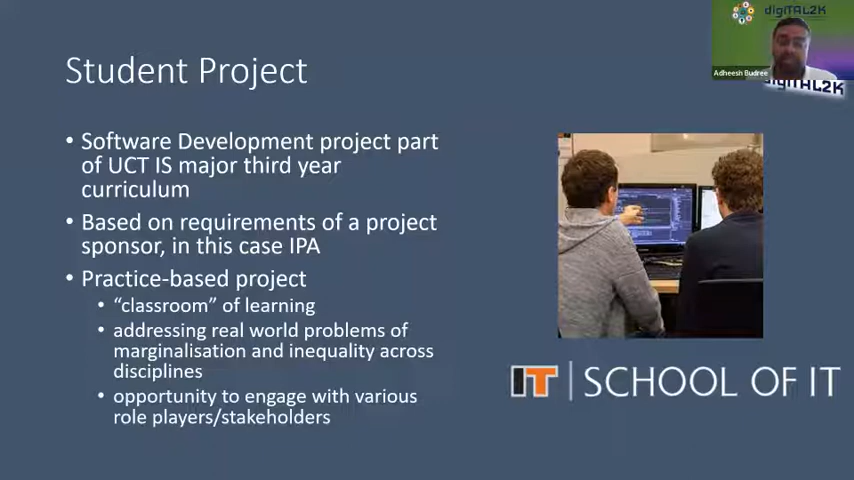 digiTAL2K
Adheesh Budree
digiTAL2K
Student Project
• Software Development project part
of UCT IS major third year
curriculum
• Based on requirements of a project
sponsor, in this case IPA
• Practice-based project
• “classroom” of learning
• addressing real world problems of
marginalisation and inequality across
disciplines
• opportunity to engage with various
role players/stakeholders
IT | SCHOOL OF IT